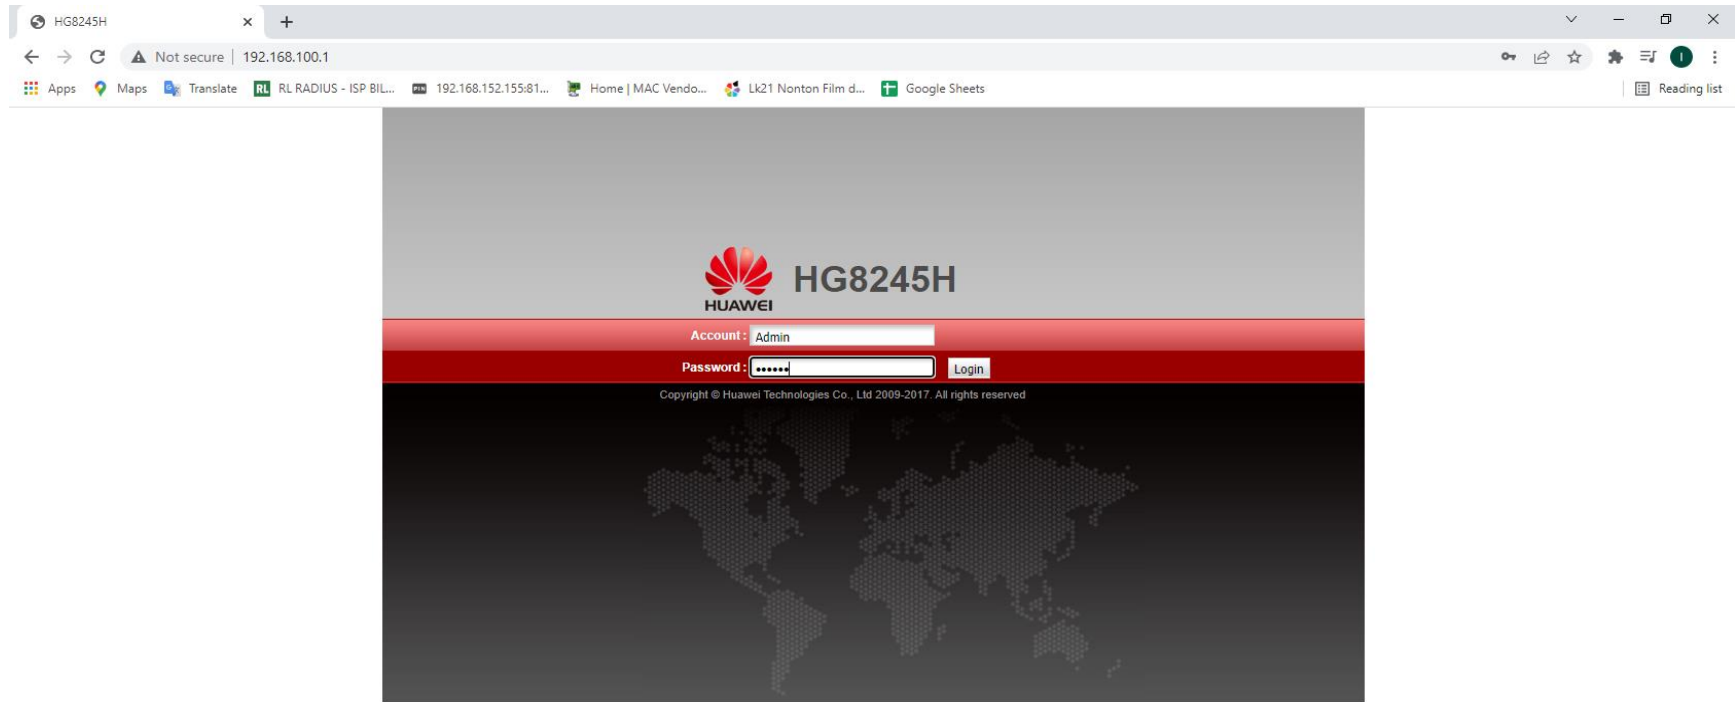 HG8245H
Not secure | 192.168.100.1
Apps Maps Translate RL RL RADIUS - ISP BIL... 192.168.152.155:81... Home | MAC Vendo... Lk21 Nonton Film d... Google Sheets Reading list
HUAWEI HG8245H
Account : Admin
Password : •••••• Login
Copyright © Huawei Technologies Co., Ltd 2009-2017. All rights reserved